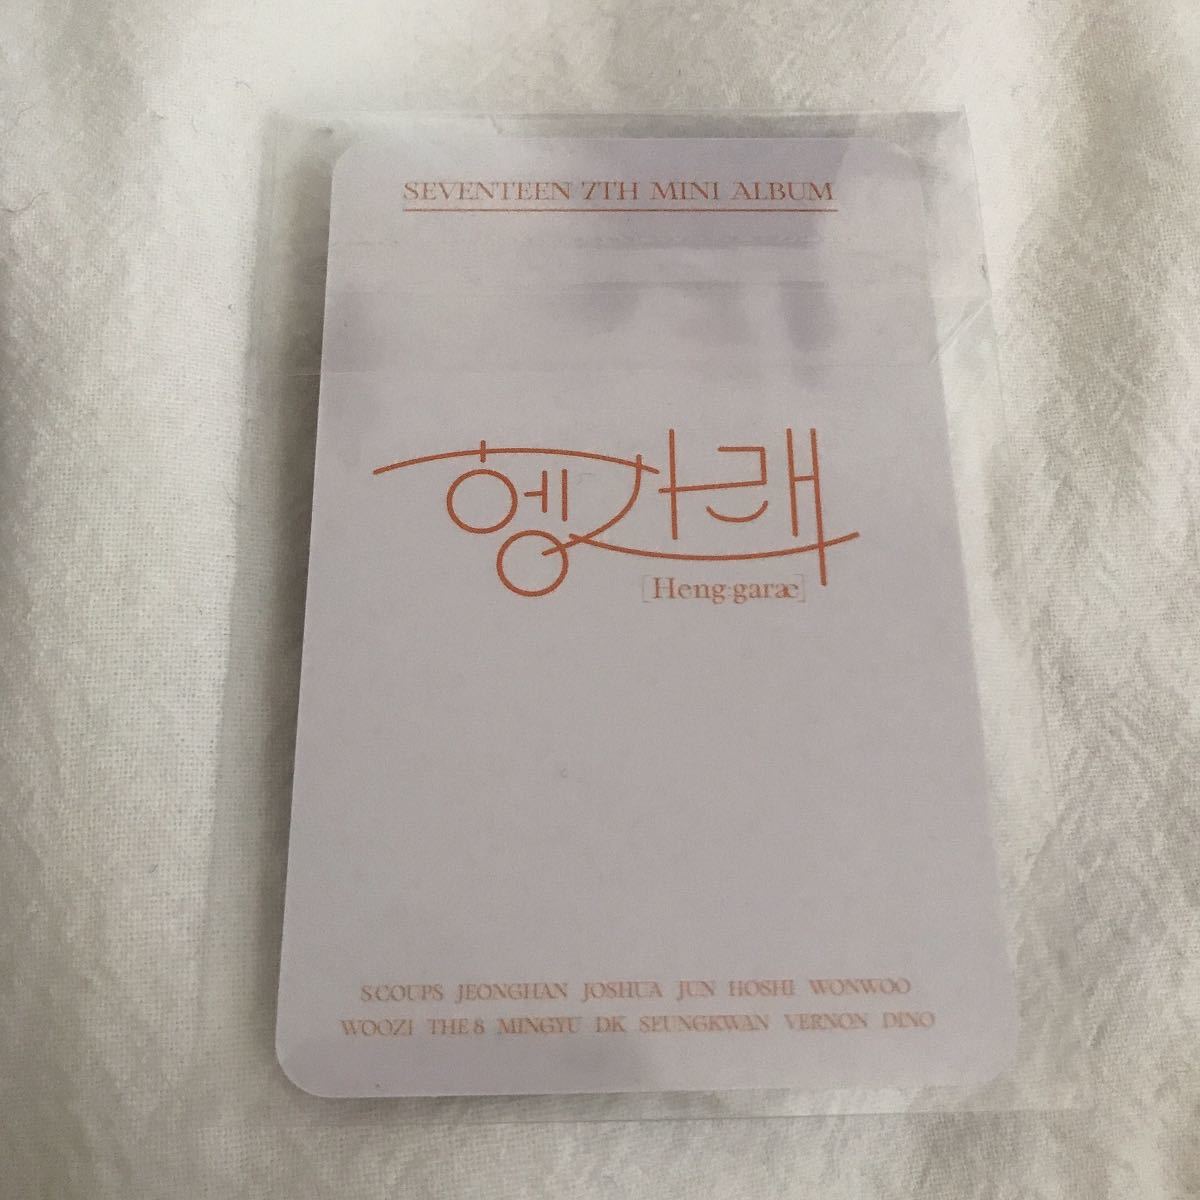 SEVENTEEN 7TH MINI ALBUM
헹가래
[Heng:garæ]
S.COUPS JEONGHAN JOSHUA JUN HOSHI WONWOO
WOOZI THE 8 MINGYU DK SEUNGKWAN VERNON DINO